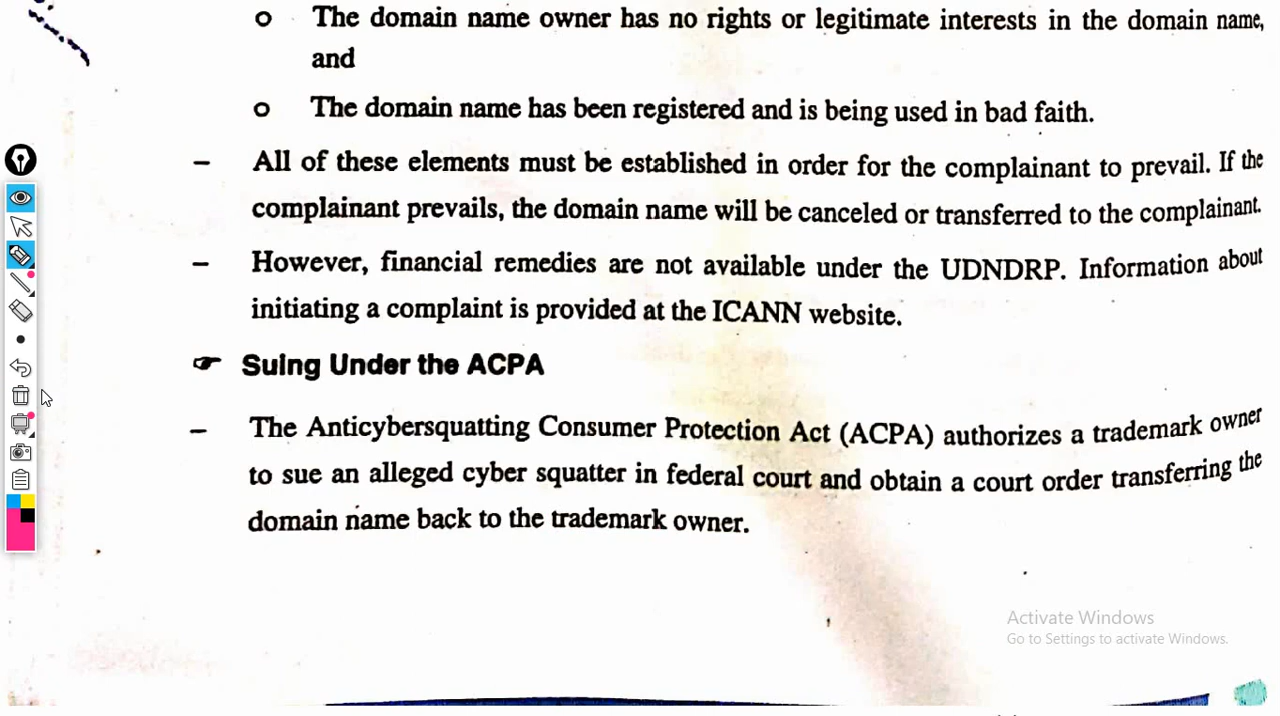 o The domain name owner has no rights or legitimate interests in the domain name,
and
o The domain name has been registered and is being used in bad faith.
– All of these elements must be established in order for the complainant to prevail. If the
complainant prevails, the domain name will be canceled or transferred to the complainant.
– However, financial remedies are not available under the UDNDRP. Information about
initiating a complaint is provided at the ICANN website.
☞ Suing Under the ACPA
– The Anticybersquatting Consumer Protection Act (ACPA) authorizes a trademark owner
to sue an alleged cyber squatter in federal court and obtain a court order transferring the
domain name back to the trademark owner.
Activate Windows
Go to Settings to activate Windows.